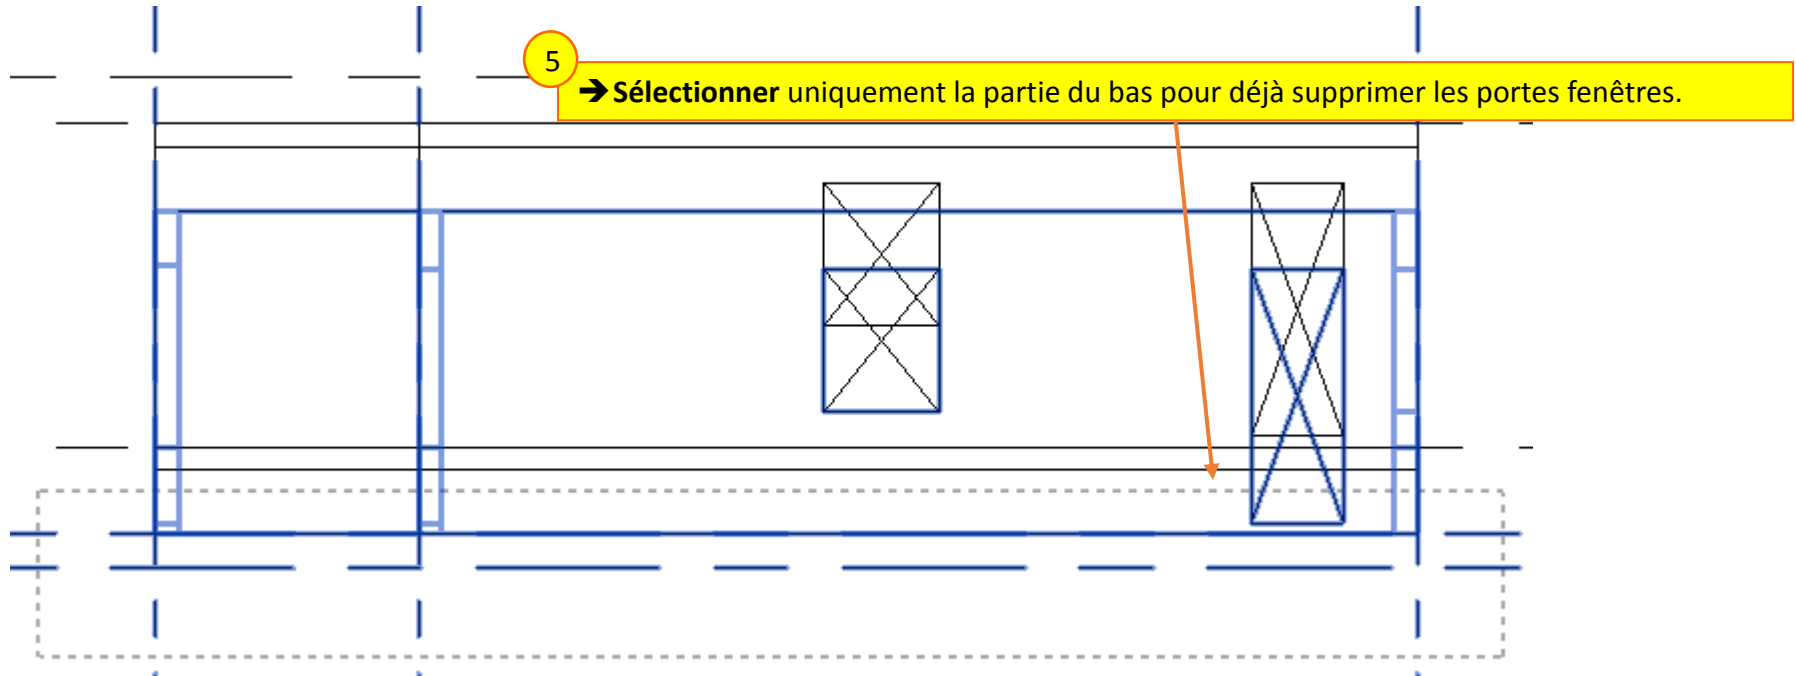 5
➔ Sélectionner uniquement la partie du bas pour déjà supprimer les portes fenêtres.